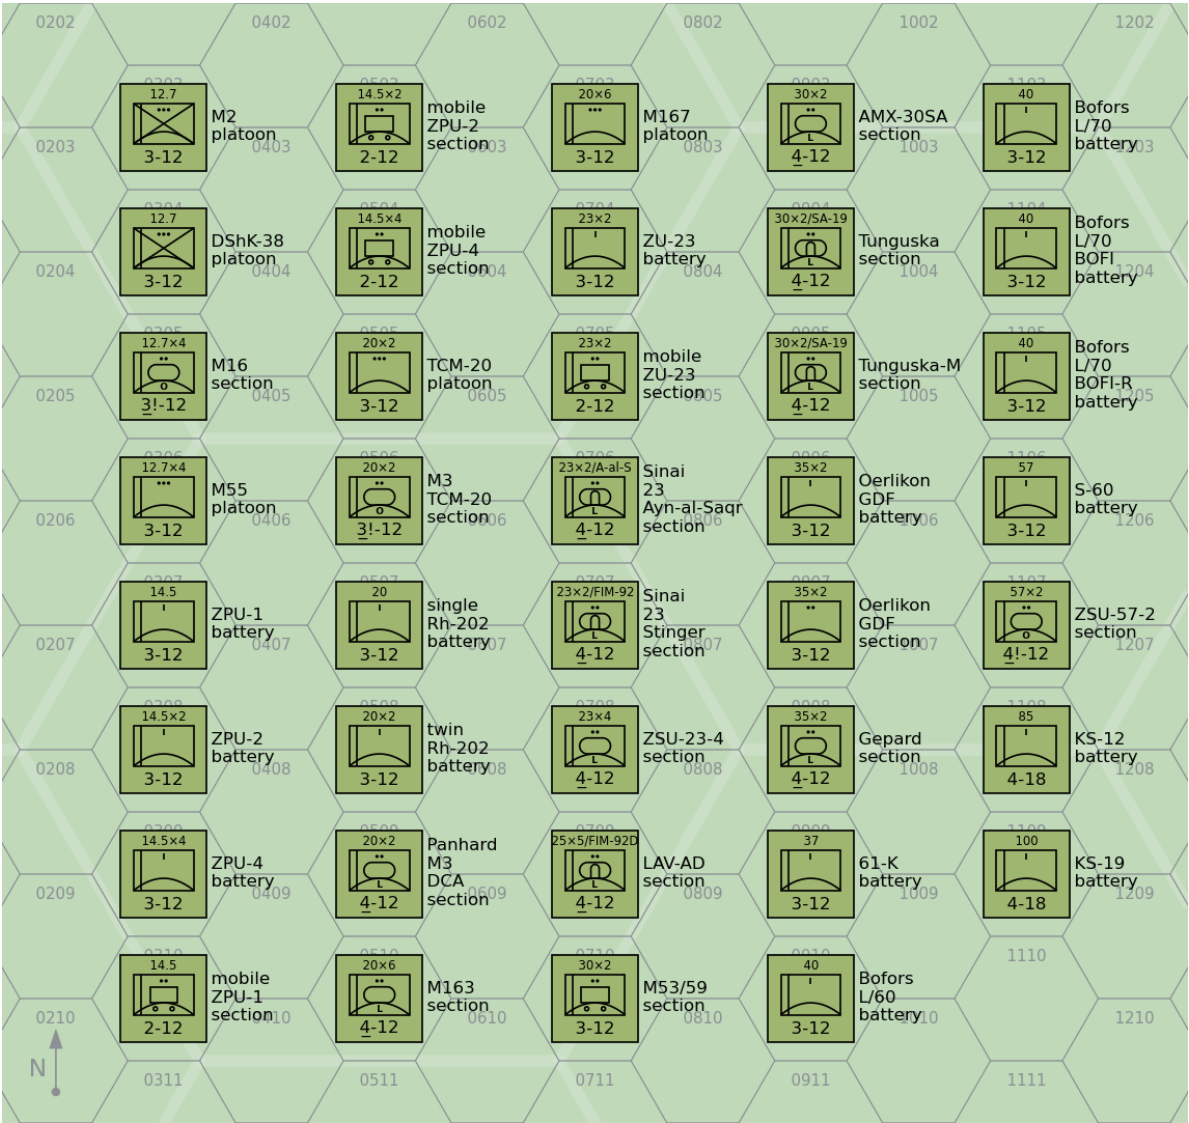 0202
0402
0602
0802
1002
1202
12.7
3-12
M2
platoon
14.5×2
2-12
mobile
ZPU-2
section
20×6
3-12
M167
platoon
30×2
4-12
L
AMX-30SA
section
40
3-12
Bofors
L/70
battery
0203
0403
0603
0803
1003
1203
12.7
3-12
DShK-38
platoon
14.5×4
2-12
mobile
ZPU-4
section
23×2
3-12
ZU-23
battery
30×2/SA-19
L
4-12
Tunguska
section
40
3-12
Bofors
L/70
BOFI
battery
0204
0404
0604
0804
1004
1204
12.7×4
O
3!-12
M16
section
20×2
3-12
TCM-20
platoon
23×2
2-12
mobile
ZU-23
section
30×2/SA-19
L
4-12
Tunguska-M
section
40
3-12
Bofors
L/70
BOFI-R
battery
0205
0405
0605
0805
1005
1205
12.7×4
3-12
M55
platoon
20×2
O
3!-12
M3
TCM-20
section
23×2/A-al-S
L
4-12
Sinai
23
Ayn-al-Saqr
section
35×2
3-12
Oerlikon
GDF
battery
57
3-12
S-60
battery
0206
0406
0606
0806
1006
1206
14.5
3-12
ZPU-1
battery
20
3-12
single
Rh-202
battery
23×2/FIM-92
L
4-12
Sinai
23
Stinger
section
35×2
3-12
Oerlikon
GDF
section
57×2
O
4!-12
ZSU-57-2
section
0207
0407
0607
0807
1007
1207
14.5×2
3-12
ZPU-2
battery
20×2
3-12
twin
Rh-202
battery
23×4
L
4-12
ZSU-23-4
section
35×2
L
4-12
Gepard
section
85
4-18
KS-12
battery
0208
0408
0608
0808
1008
1208
14.5×4
3-12
ZPU-4
battery
20×2
L
4-12
Panhard
M3
DCA
section
25×5/FIM-92D
L
4-12
LAV-AD
section
37
3-12
61-K
battery
100
4-18
KS-19
battery
0209
0409
0609
0809
1009
1209
14.5
2-12
mobile
ZPU-1
section
20×6
L
4-12
M163
section
30×2
3-12
M53/59
section
40
3-12
Bofors
L/60
battery
1110
0210
0410
0610
0810
1010
1210
N
0311
0511
0711
0911
1111